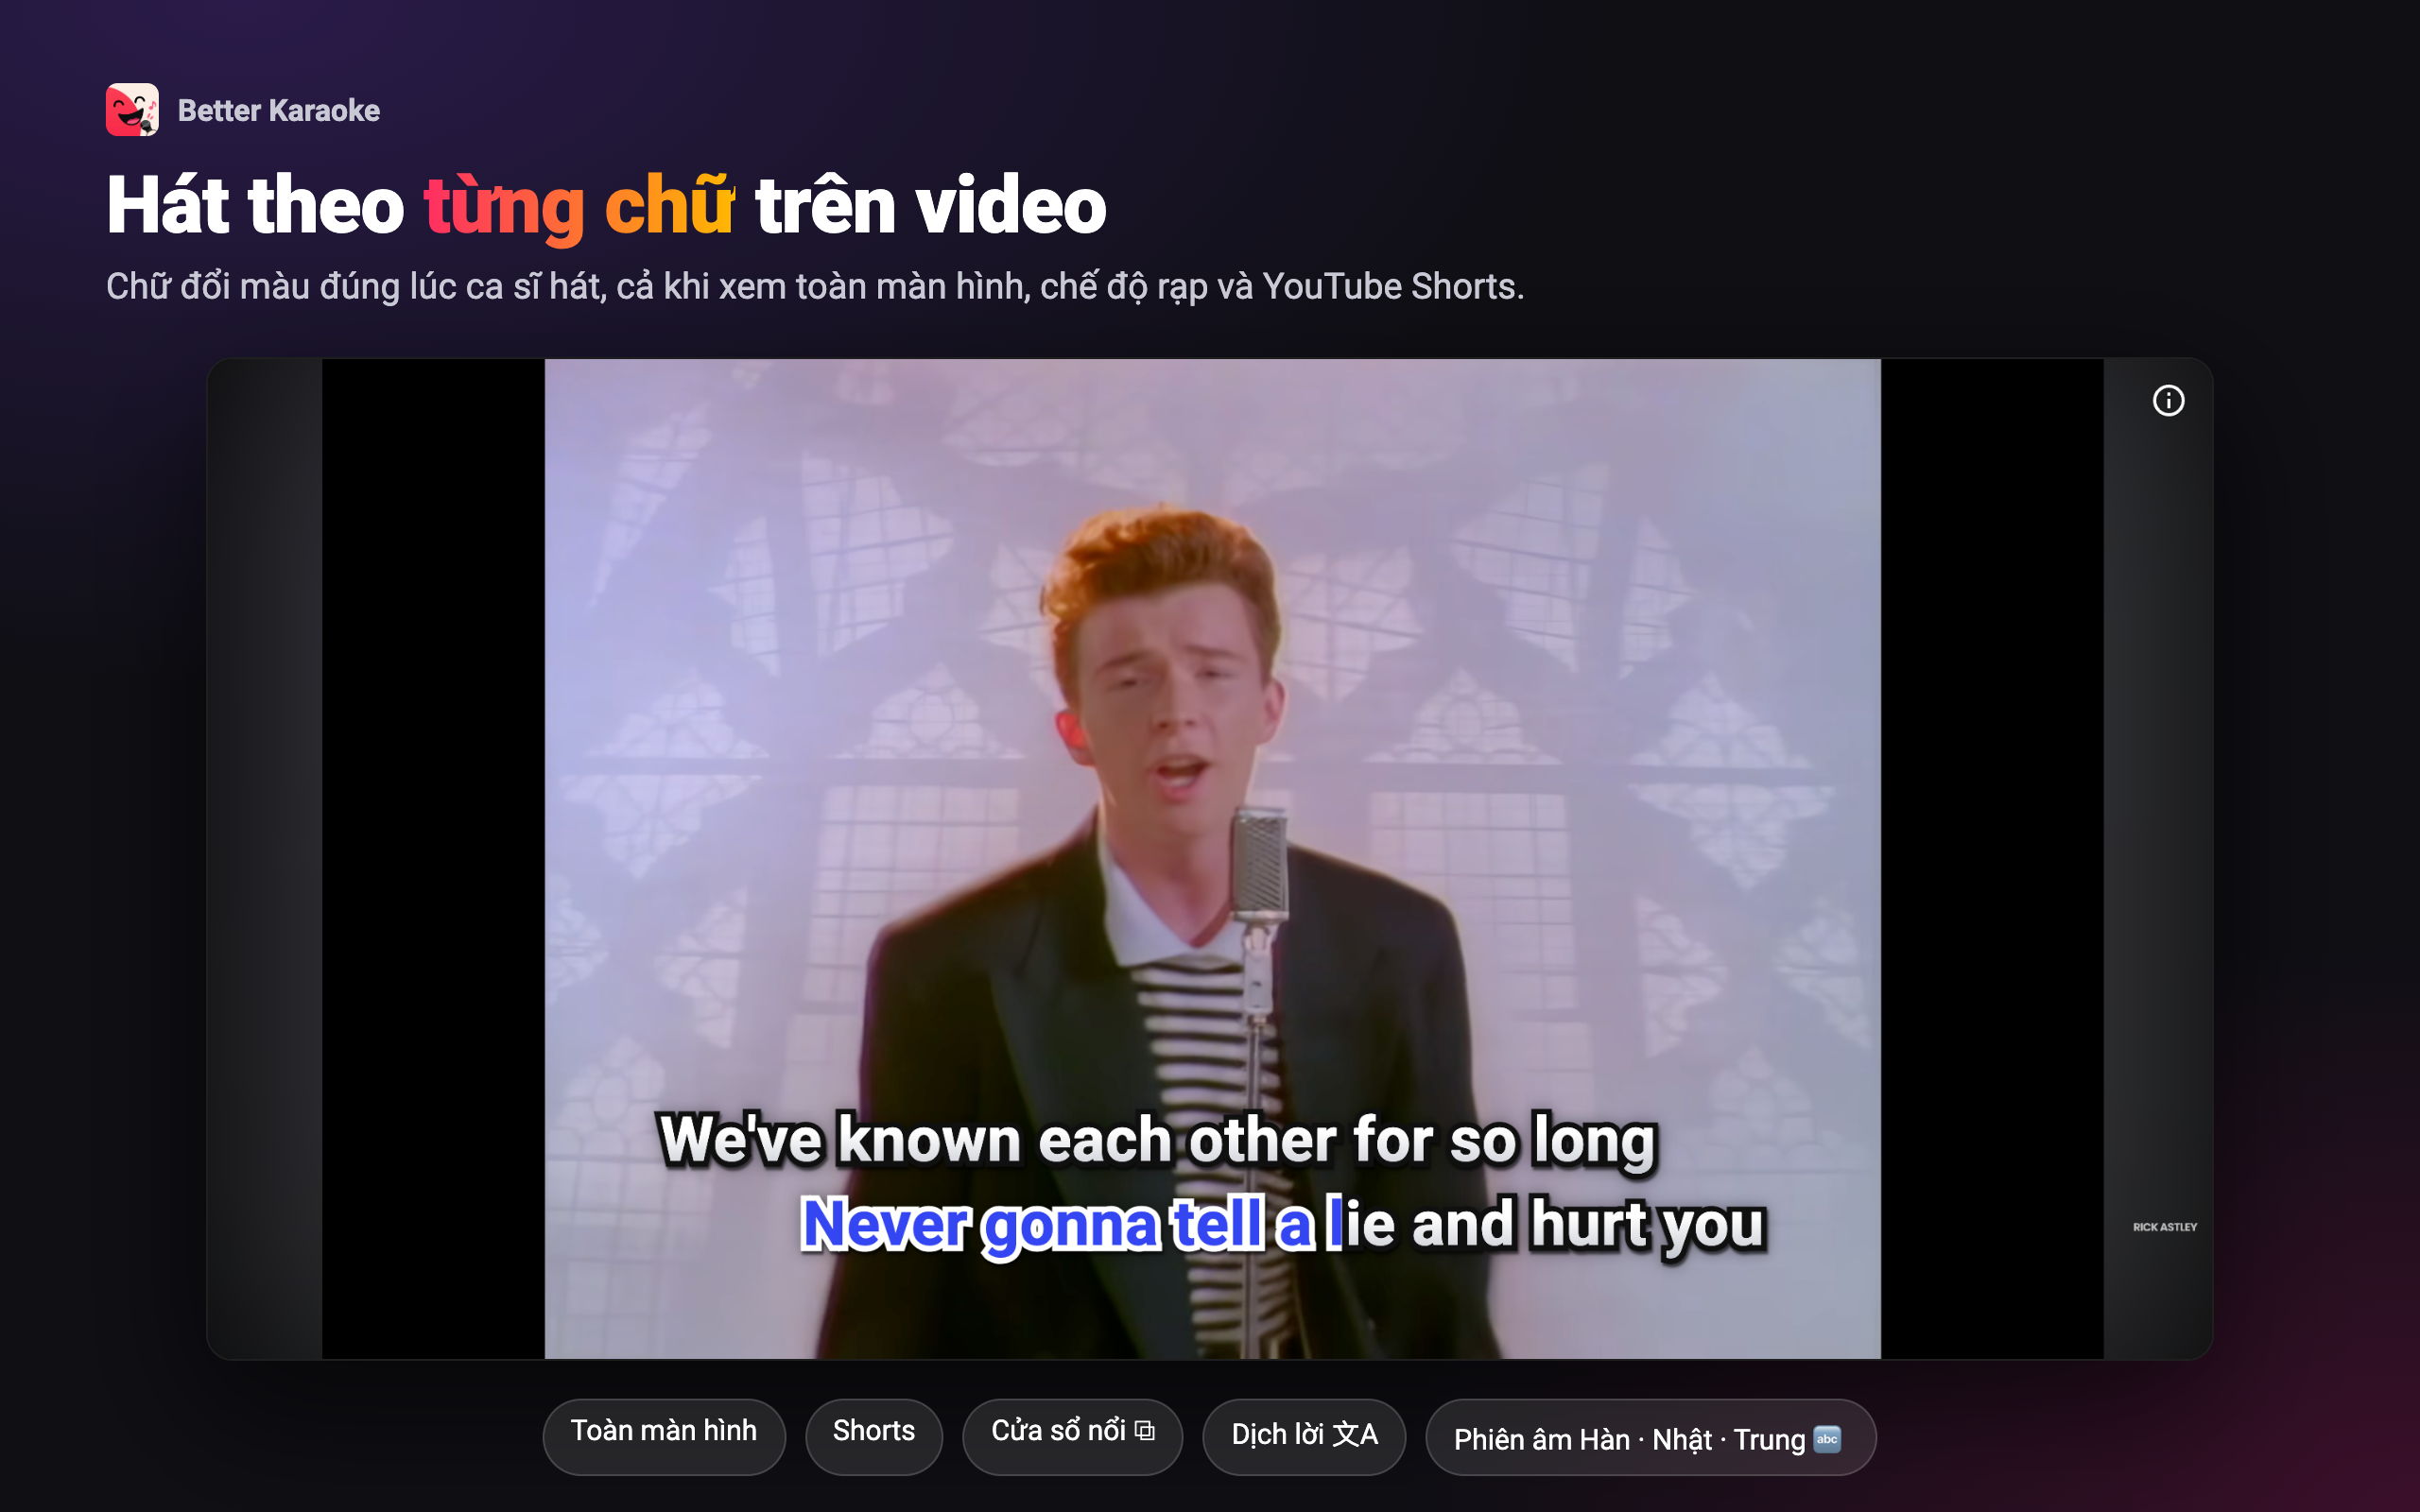 Better Karaoke
Hát theo từng chữ trên video
Chữ đổi màu đúng lúc ca sĩ hát, cả khi xem toàn màn hình, chế độ rạp và YouTube Shorts.
We've known each other for so long
Never gonna tell a lie and hurt you
RICK ASTLEY
Toàn màn hình
Shorts
Cửa sổ nổi
Dịch lời 文A
Phiên âm Hàn · Nhật · Trung abc